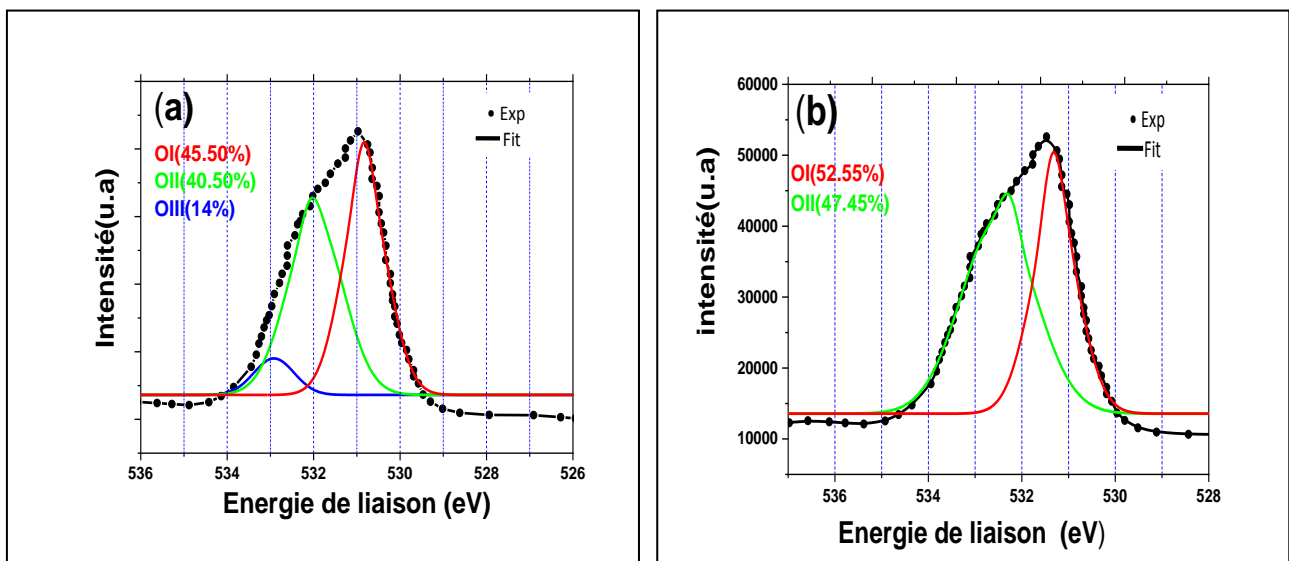 (a)
Exp
Fit
OI(45.50%)
OII(40.50%)
OIII(14%)
Intensité(u.a)
536 534 532 530 528 526
Energie de liaison (eV)
(b)
Exp
Fit
OI(52.55%)
OII(47.45%)
intensité(u.a)
60000
50000
40000
30000
20000
10000
536 534 532 530 528
Energie de liaison (eV)